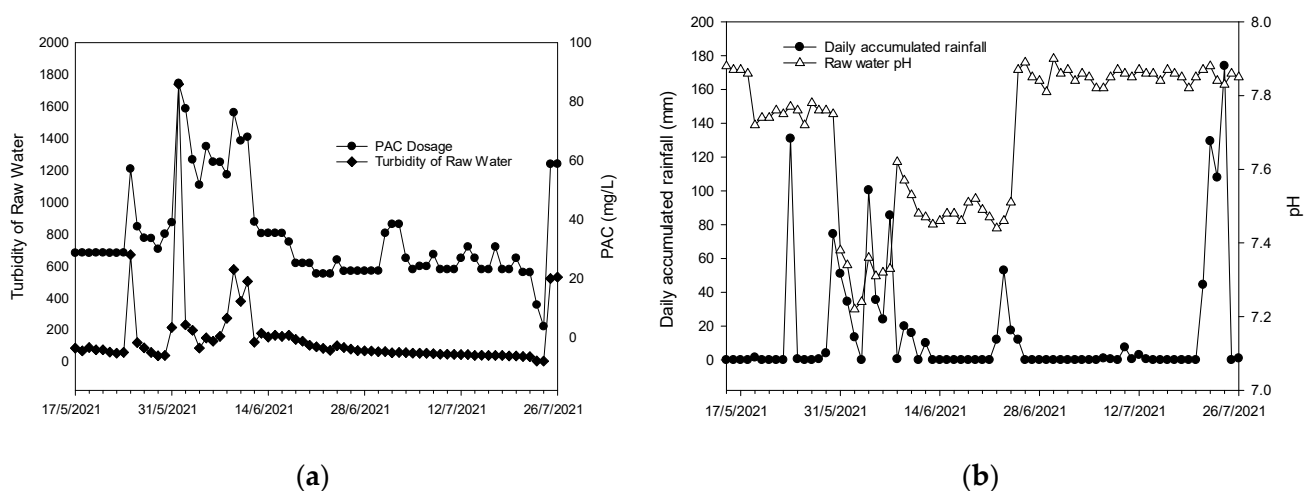 2000
1800
1600
1400
1200
1000
800
600
400
200
0
Turbidity of Raw Water
PAC Dosage
Turbidity of Raw Water
100
80
60
40
20
0
PAC (mg/L)
17/5/2021 31/5/2021 14/6/2021 28/6/2021 12/7/2021 26/7/2021
(a)
200
180
160
140
120
100
80
60
40
20
0
Daily accumulated rainfall (mm)
Daily accumulated rainfall
Raw water pH
8.0
7.8
7.6
7.4
7.2
7.0
pH
17/5/2021 31/5/2021 14/6/2021 28/6/2021 12/7/2021 26/7/2021
(b)